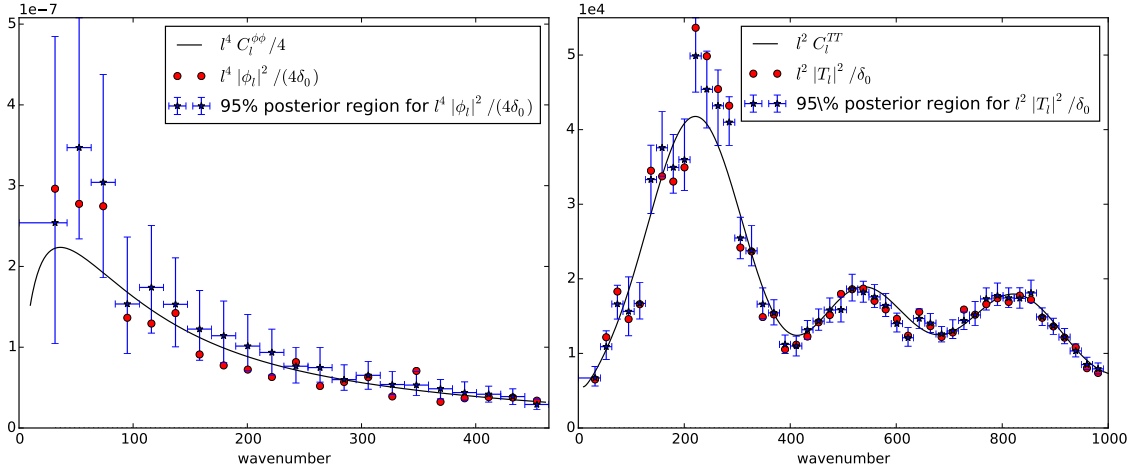 1e−7
5
4
3
2
1
0
0 100 200 300 400
wavenumber
l⁴ C_l^{ϕϕ}/4
l⁴ |ϕ_l|² /(4δ₀)
95% posterior region for l⁴ |ϕ_l|² /(4δ₀)
1e4
5
4
3
2
1
0
0 200 400 600 800 1000
wavenumber
l² C_l^{TT}
l² |T_l|² /δ₀
95\% posterior region for l² |T_l|² /δ₀